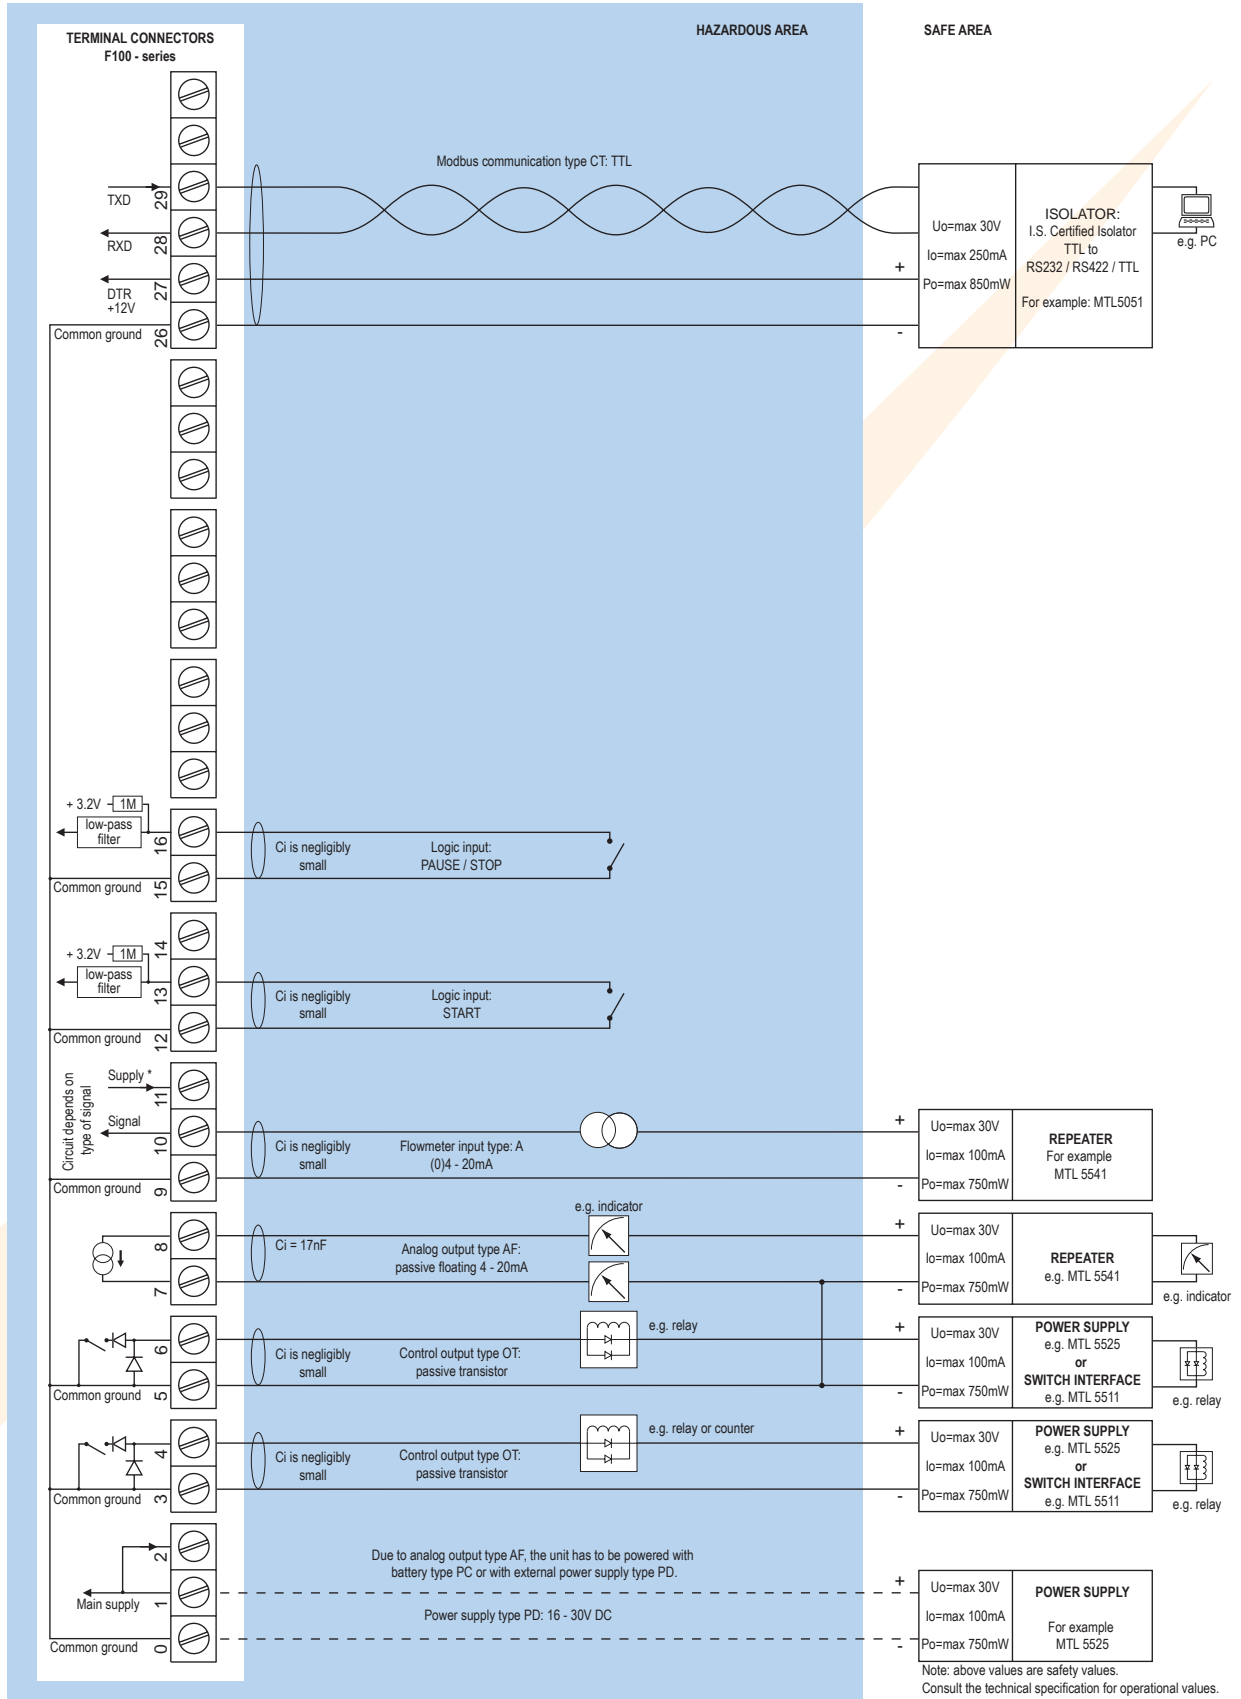 TERMINAL CONNECTORS
F100 - series
HAZARDOUS AREA
SAFE AREA
Modbus communication type CT: TTL
TXD
29
RXD
28
DTR
+12V
27
Common ground
26
+
-
Uo=max 30V
Io=max 250mA
Po=max 850mW
ISOLATOR:
I.S. Certified Isolator
TTL to
RS232 / RS422 / TTL
For example: MTL5051
e.g. PC
+ 3.2V
1M
low-pass
filter
16
Common ground
15
Ci is negligibly
small
Logic input:
PAUSE / STOP
14
+ 3.2V
1M
low-pass
filter
13
Common ground
12
Ci is negligibly
small
Logic input:
START
Circuit depends on
type of signal
Supply *
11
Signal
10
Common ground
9
Ci is negligibly
small
Flowmeter input type: A
(0)4 - 20mA
+
-
Uo=max 30V
Io=max 100mA
Po=max 750mW
REPEATER
For example
MTL 5541
e.g. indicator
8
7
Ci = 17nF
Analog output type AF:
passive floating 4 - 20mA
+
-
Uo=max 30V
Io=max 100mA
Po=max 750mW
REPEATER
e.g. MTL 5541
e.g. indicator
6
Common ground
5
Ci is negligibly
small
Control output type OT:
passive transistor
e.g. relay
+
-
Uo=max 30V
Io=max 100mA
Po=max 750mW
POWER SUPPLY
e.g. MTL 5525
or
SWITCH INTERFACE
e.g. MTL 5511
e.g. relay
4
Common ground
3
Ci is negligibly
small
Control output type OT:
passive transistor
e.g. relay or counter
+
-
Uo=max 30V
Io=max 100mA
Po=max 750mW
POWER SUPPLY
e.g. MTL 5525
or
SWITCH INTERFACE
e.g. MTL 5511
e.g. relay
2
Main supply
1
Common ground
0
Due to analog output type AF, the unit has to be powered with
battery type PC or with external power supply type PD.
Power supply type PD: 16 - 30V DC
+
-
Uo=max 30V
Io=max 100mA
Po=max 750mW
POWER SUPPLY
For example
MTL 5525
Note: above values are safety values.
Consult the technical specification for operational values.